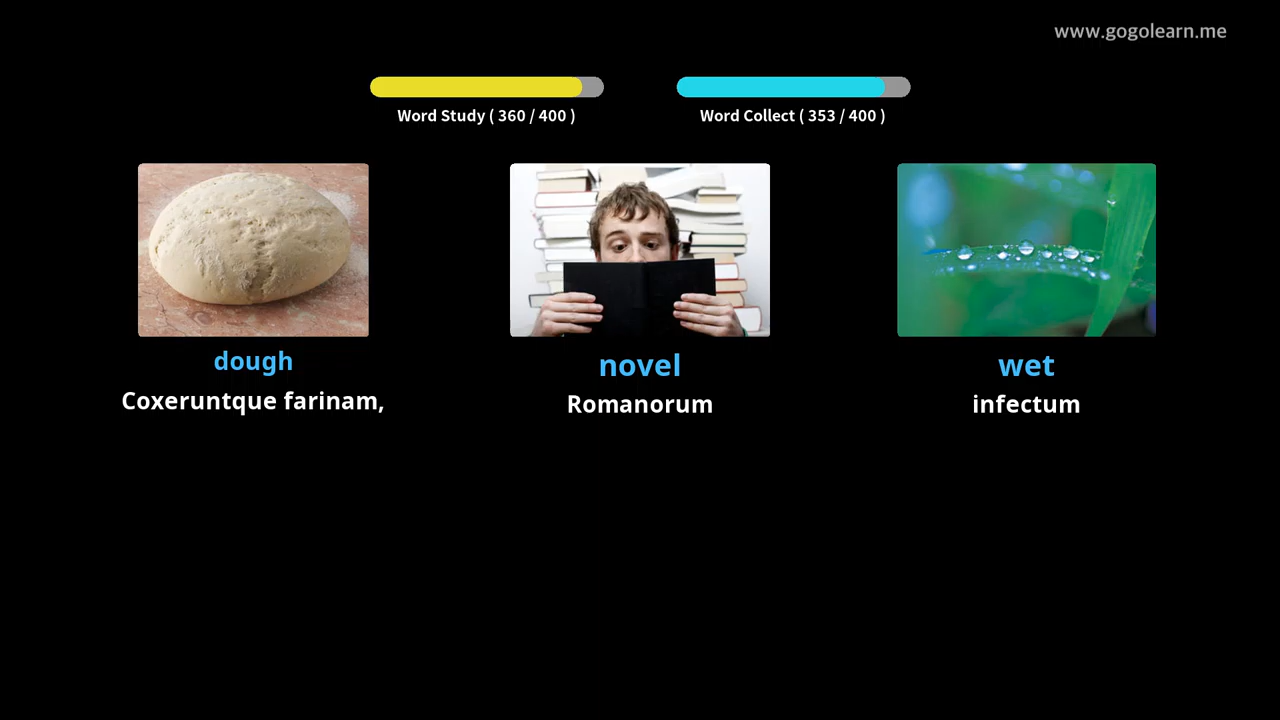 www.gogolearn.me
Word Study ( 360 / 400 )
Word Collect ( 353 / 400 )
dough
Coxeruntque farinam,
novel
Romanorum
wet
infectum